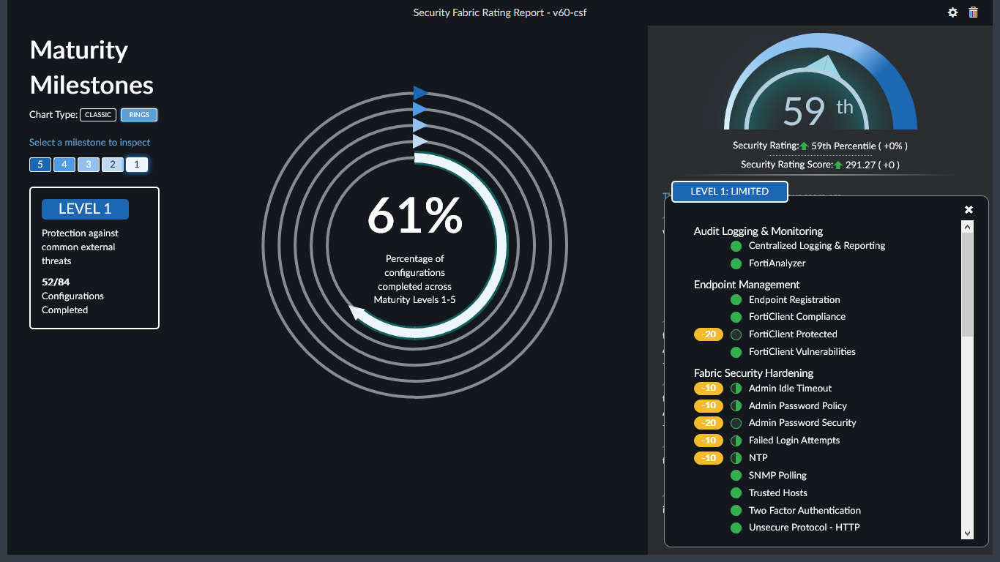 Security Fabric Rating Report - v60-csf
Maturity
Milestones
Chart Type: CLASSIC RINGS
Select a milestone to inspect
5 4 3 2 1
LEVEL 1
Protection against
common external
threats
52/84
Configurations
Completed
61%
Percentage of
configurations
completed across
Maturity Levels 1-5
59 th
Security Rating: 59th Percentile ( +0% )
Security Rating Score: 291.27 ( +0 )
LEVEL 1: LIMITED
Audit Logging & Monitoring
Centralized Logging & Reporting
FortiAnalyzer
Endpoint Management
Endpoint Registration
FortiClient Compliance
-20 FortiClient Protected
FortiClient Vulnerabilities
Fabric Security Hardening
-10 Admin Idle Timeout
-10 Admin Password Policy
-20 Admin Password Security
-10 Failed Login Attempts
-10 NTP
SNMP Polling
Trusted Hosts
Two Factor Authentication
Unsecure Protocol - HTTP